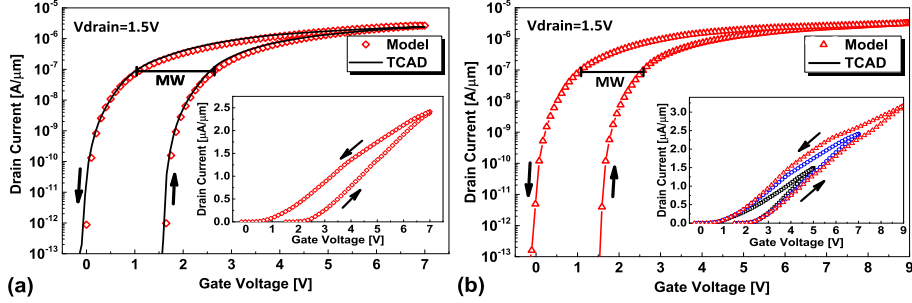 Vdrain=1.5V
Model
TCAD
MW
Drain Current [A/μm]
10^-5
10^-6
10^-7
10^-8
10^-9
10^-10
10^-11
10^-12
10^-13
0 1 2 3 4 5 6 7
Gate Voltage [V]
Drain Current [μA/μm]
2.5
2.0
1.5
1.0
0.5
0.0
0 1 2 3 4 5 6 7
Gate Voltage [V]
(a)
Vdrain=1.5V
Model
TCAD
MW
Drain Current [A/μm]
10^-5
10^-6
10^-7
10^-8
10^-9
10^-10
10^-11
10^-12
10^-13
0 1 2 3 4 5 6 7 8 9
Gate Voltage [V]
Drain Current [μA/μm]
3.0
2.5
2.0
1.5
1.0
0.5
0.0
0 1 2 3 4 5 6 7 8 9
Gate Voltage [V]
(b)